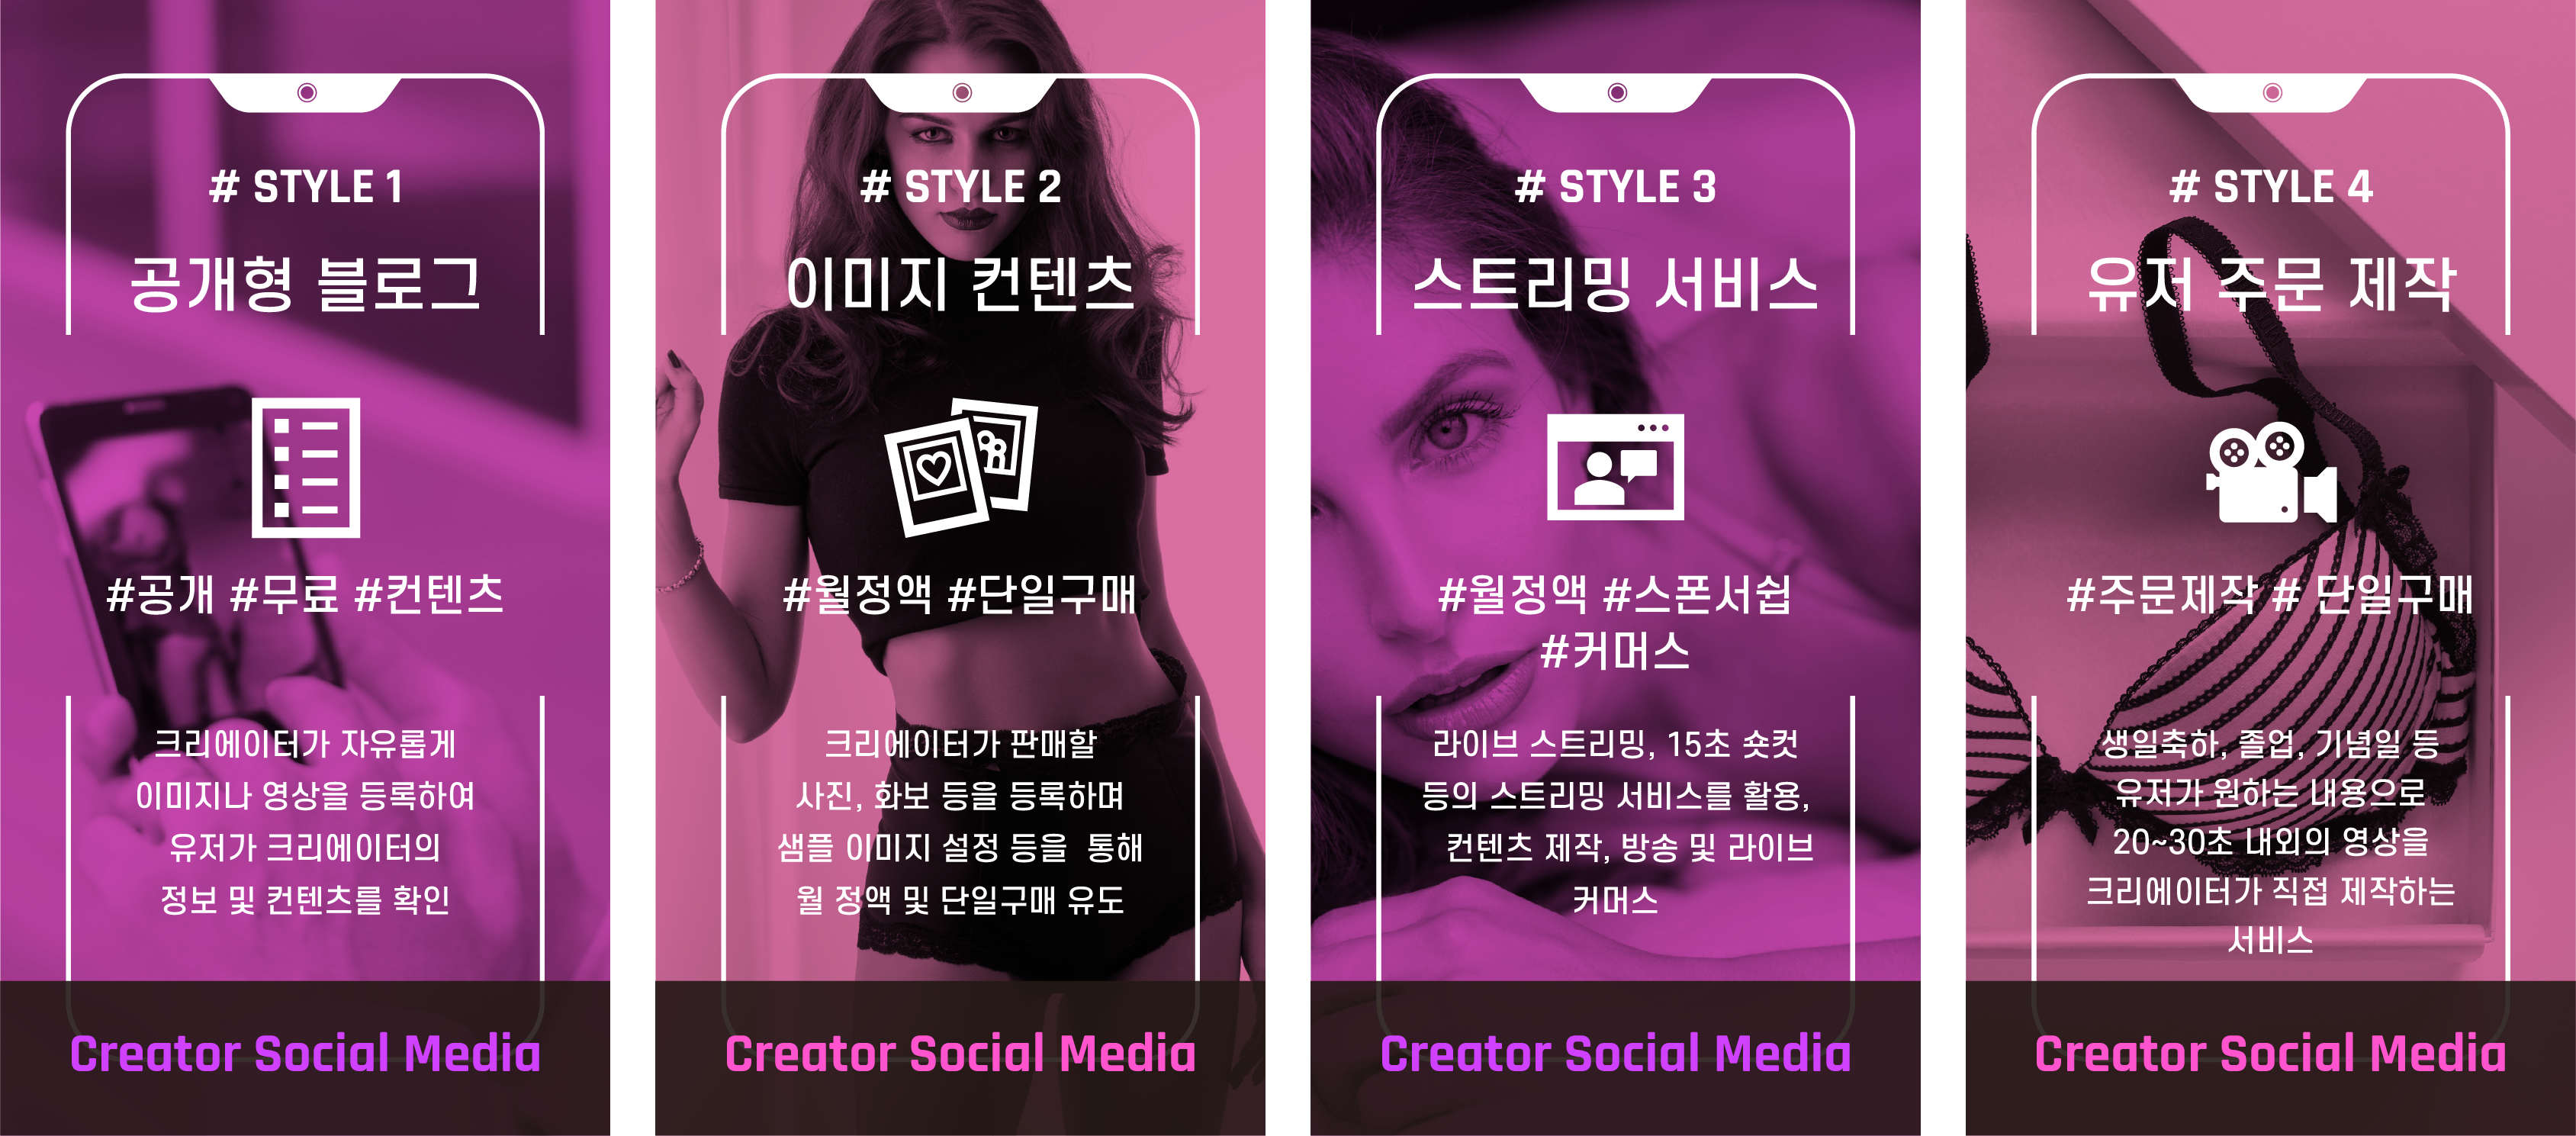 # STYLE 1
공개형 블로그
#공개 #무료 #컨텐츠
크리에이터가 자유롭게
이미지나 영상을 등록하여
유저가 크리에이터의
정보 및 컨텐츠를 확인
Creator Social Media
# STYLE 2
이미지 컨텐츠
#월정액 #단일구매
크리에이터가 판매할
사진, 화보 등을 등록하며
샘플 이미지 설정 등을 통해
월 정액 및 단일구매 유도
Creator Social Media
# STYLE 3
스트리밍 서비스
#월정액 #스폰서쉽
#커머스
라이브 스트리밍, 15초 숏컷
등의 스트리밍 서비스를 활용,
컨텐츠 제작, 방송 및 라이브
커머스
Creator Social Media
# STYLE 4
유저 주문 제작
#주문제작 # 단일구매
생일축하, 졸업, 기념일 등
유저가 원하는 내용으로
20~30초 내외의 영상을
크리에이터가 직접 제작하는
서비스
Creator Social Media